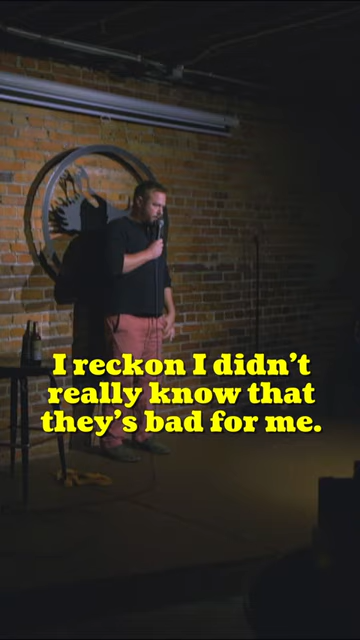 I reckon I didn’t
really know that
they’s bad for me.